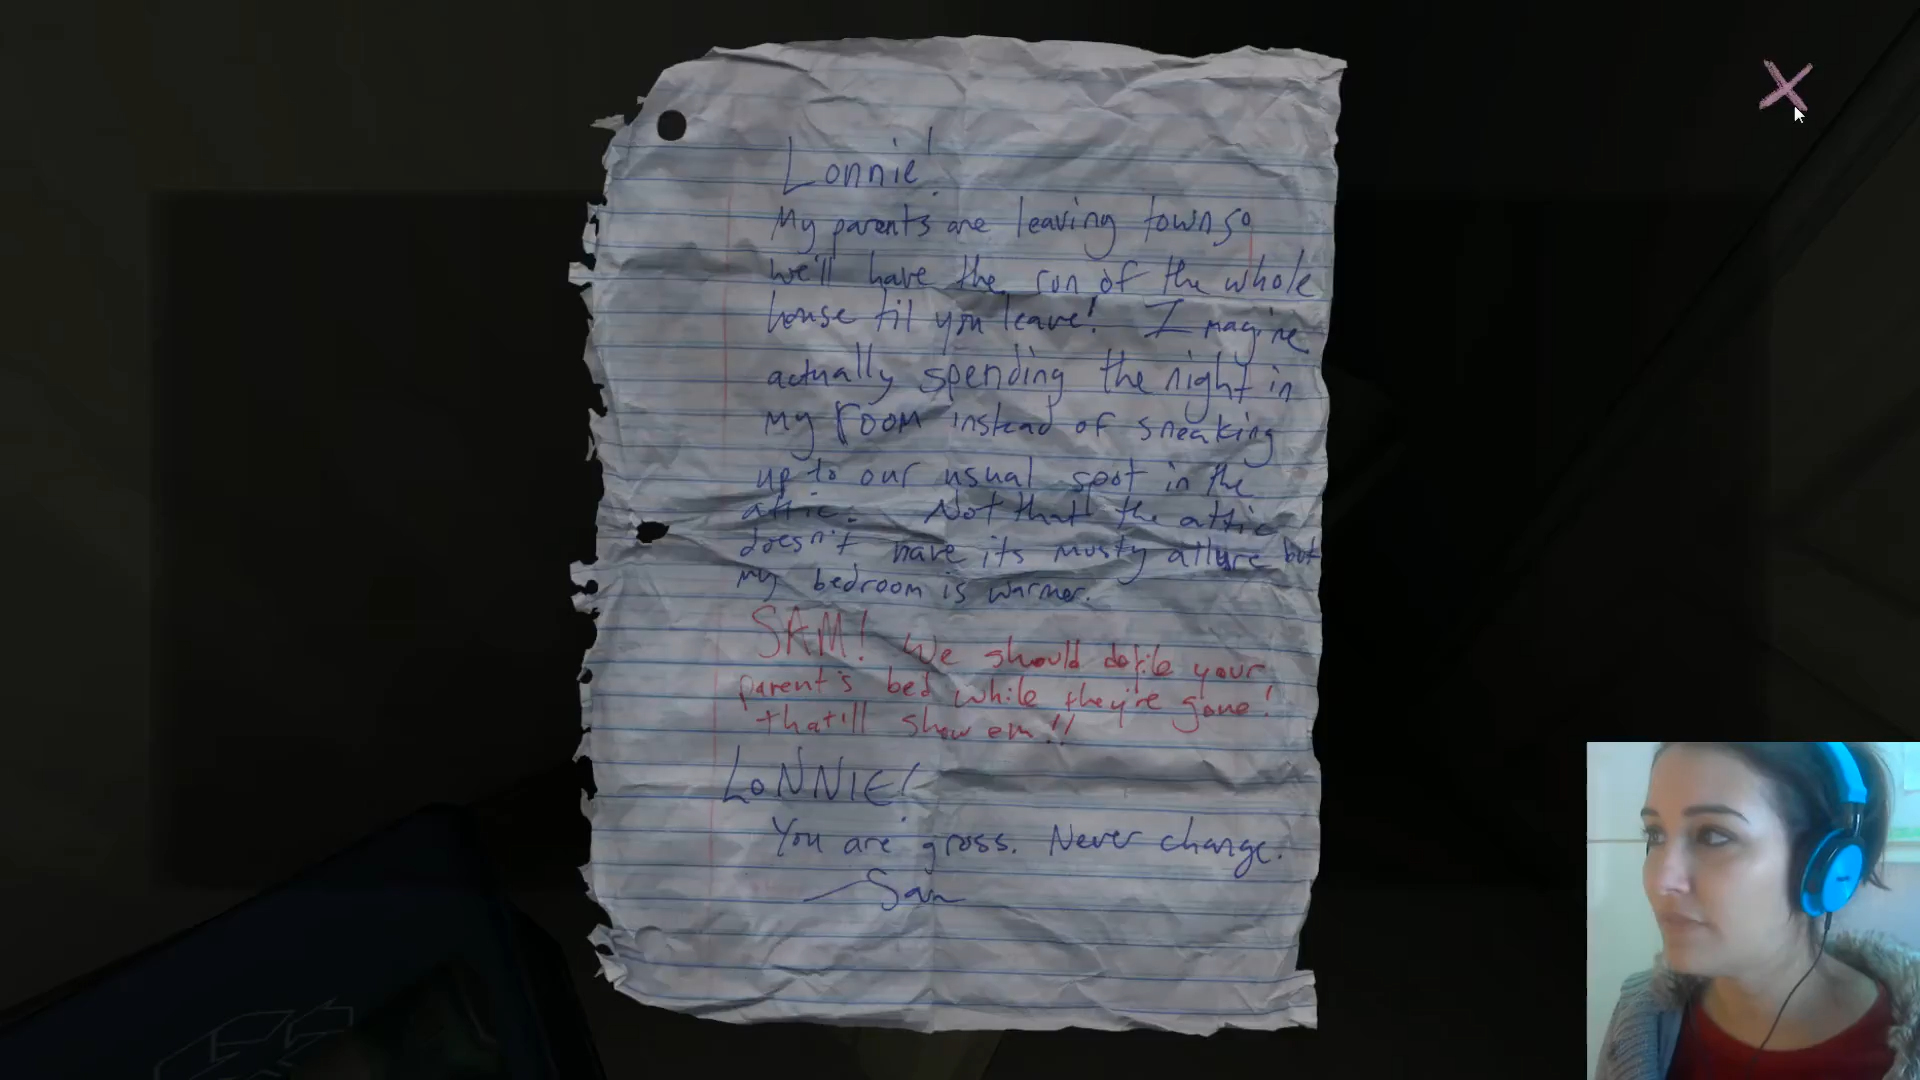 Lonnie!
My parents are leaving town so
we'll have the run of the whole
house til you leave! Imagine
actually spending the night in
my room instead of sneaking
up to our usual spot in the
attic. Not that the attic
doesn't have its musty allure but
my bedroom is warmer.
SAM! We should defile your
parent's bed while they're gone!
that'll show em!!
LONNIE!
You are gross. Never change.
—Sam